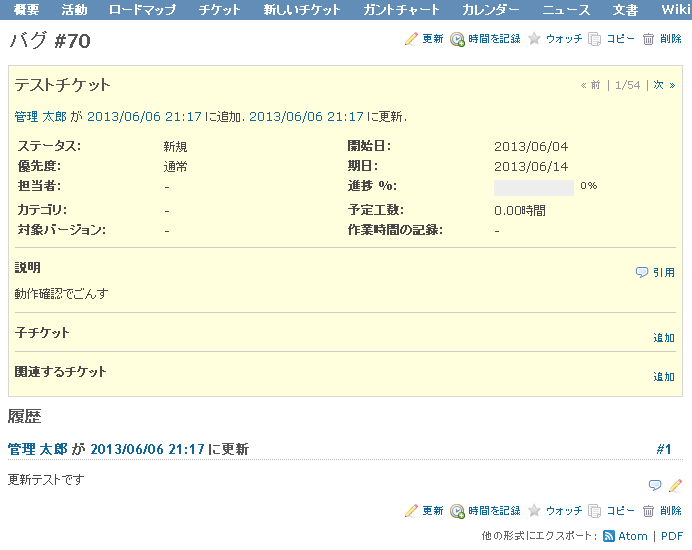 概要 活動 ロードマップ チケット 新しいチケット ガントチャート カレンダー ニュース 文書 Wiki
バグ #70 更新 時間を記録 ウォッチ コピー 削除
テストチケット « 前 | 1/54 | 次 »
管理 太郎 が 2013/06/06 21:17 に追加. 2013/06/06 21:17 に更新.
ステータス: 新規 開始日: 2013/06/04
優先度: 通常 期日: 2013/06/14
担当者: - 進捗 %: 0%
カテゴリ: - 予定工数: 0.00時間
対象バージョン: - 作業時間の記録: -
説明 引用
動作確認でごんす
子チケット 追加
関連するチケット 追加
履歴
管理 太郎 が 2013/06/06 21:17 に更新 #1
更新テストです
更新 時間を記録 ウォッチ コピー 削除
他の形式にエクスポート: Atom | PDF